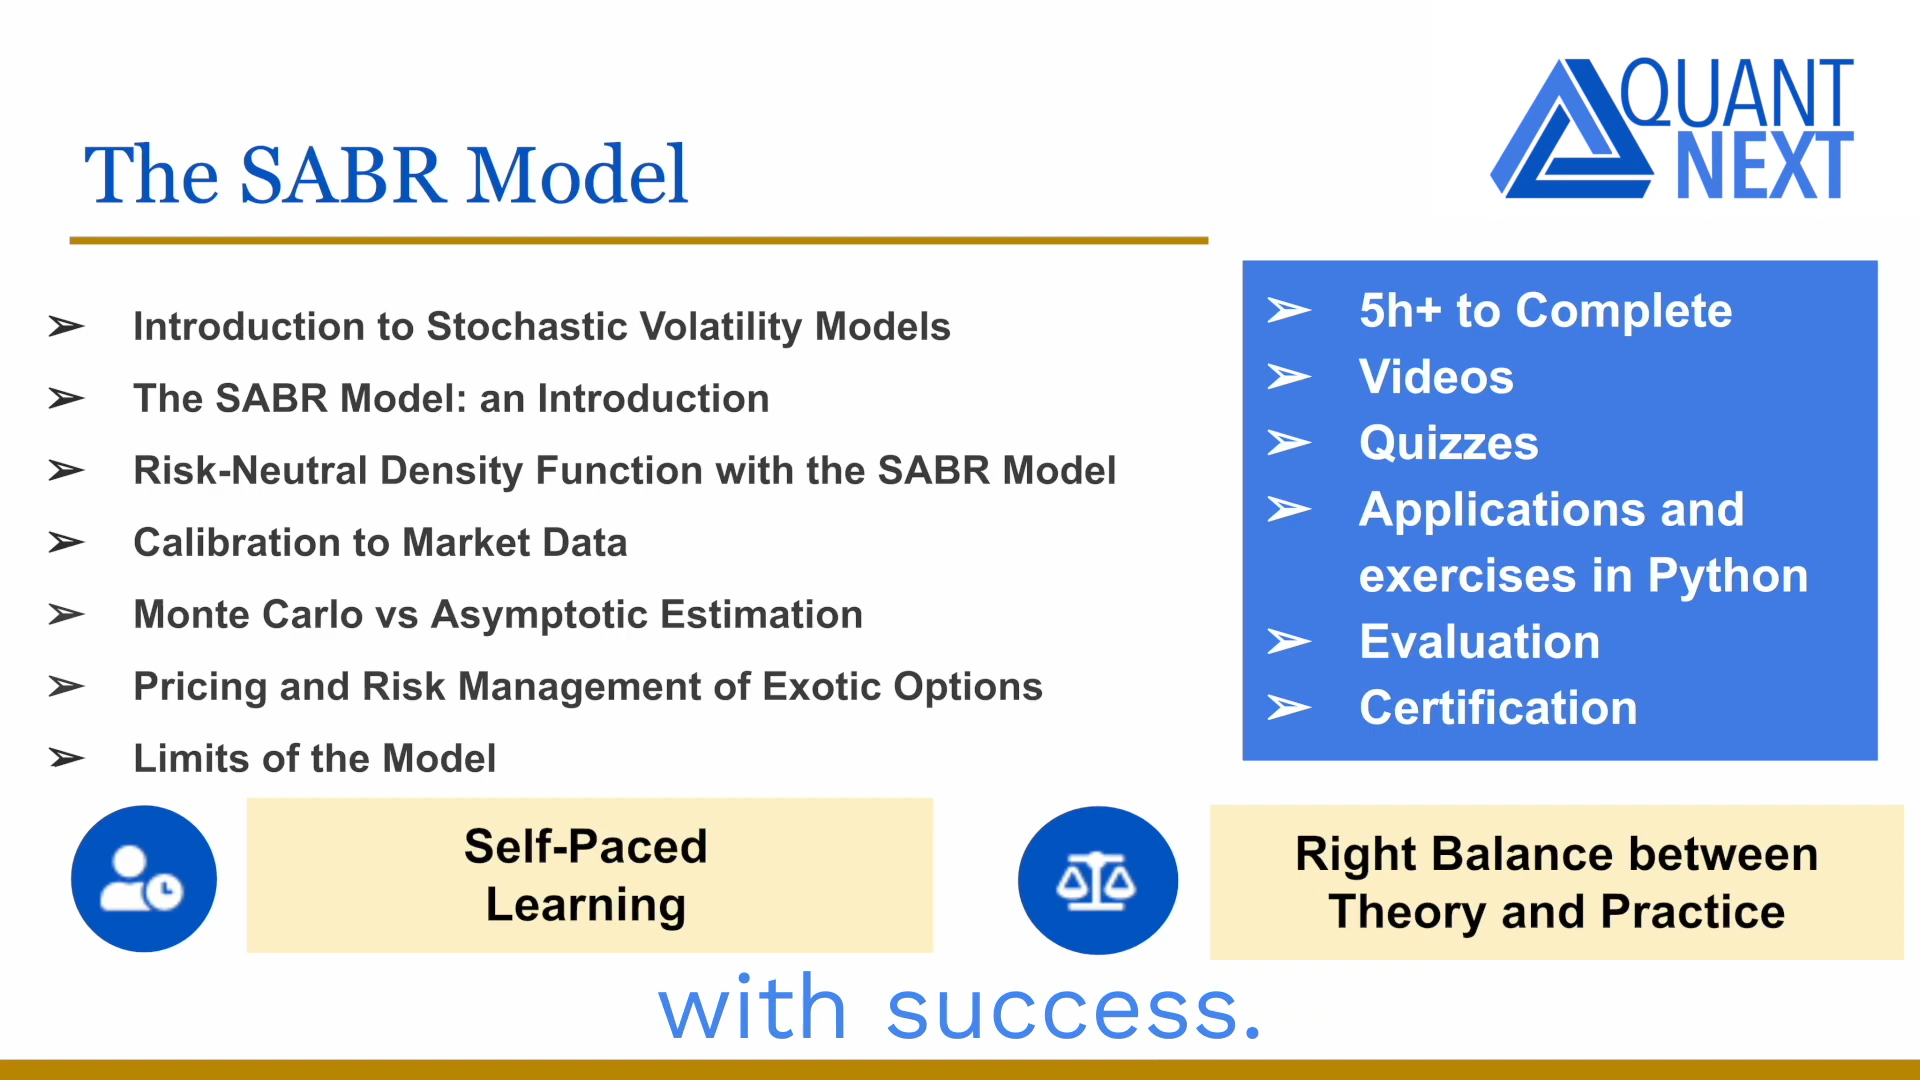 QUANT
NEXT
The SABR Model
➢ Introduction to Stochastic Volatility Models
➢ The SABR Model: an Introduction
➢ Risk-Neutral Density Function with the SABR Model
➢ Calibration to Market Data
➢ Monte Carlo vs Asymptotic Estimation
➢ Pricing and Risk Management of Exotic Options
➢ Limits of the Model
➢ 5h+ to Complete
➢ Videos
➢ Quizzes
➢ Applications and
exercises in Python
➢ Evaluation
➢ Certification
Self-Paced
Learning
Right Balance between
Theory and Practice
with success.